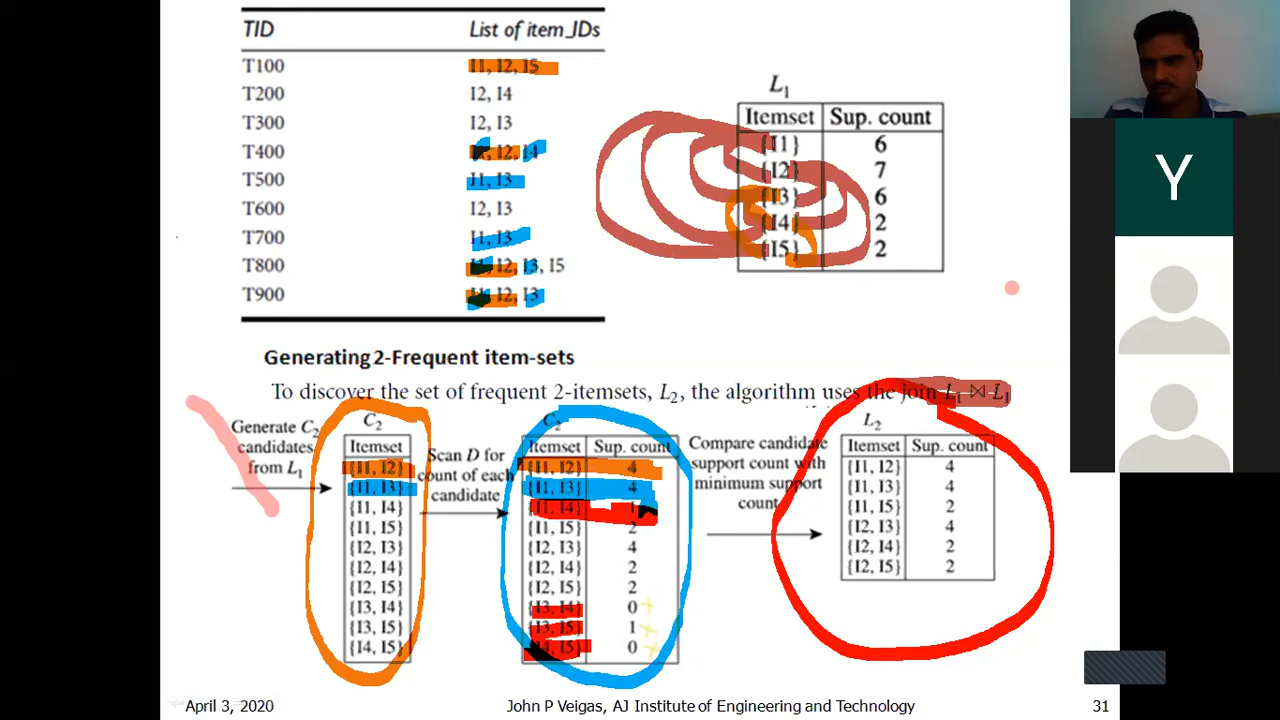 TID List of item_IDs
T100 I1, I2, I5
T200 I2, I4
T300 I2, I3
T400 I1, I2, I4
T500 I1, I3
T600 I2, I3
T700 I1, I3
T800 I1, I2, I3, I5
T900 I1, I2, I3
L1
Itemset Sup. count
{I1} 6
{I2} 7
{I3} 6
{I4} 2
{I5} 2
Y
Generating 2-Frequent item-sets
To discover the set of frequent 2-itemsets, L2, the algorithm uses the join L1 ⋈ L1
Generate C2
candidates
from L1
C2
Itemset
{I1, I2}
{I1, I3}
{I1, I4}
{I1, I5}
{I2, I3}
{I2, I4}
{I2, I5}
{I3, I4}
{I3, I5}
{I4, I5}
Scan D for
count of each
candidate
C2
Itemset Sup. count
{I1, I2} 4
{I1, I3} 4
{I1, I4} 1
{I1, I5} 2
{I2, I3} 4
{I2, I4} 2
{I2, I5} 2
{I3, I4} 0
{I3, I5} 1
{I4, I5} 0
Compare candidate
support count with
minimum support
count
L2
Itemset Sup. count
{I1, I2} 4
{I1, I3} 4
{I1, I5} 2
{I2, I3} 4
{I2, I4} 2
{I2, I5} 2
April 3, 2020 John P Veigas, AJ Institute of Engineering and Technology 31